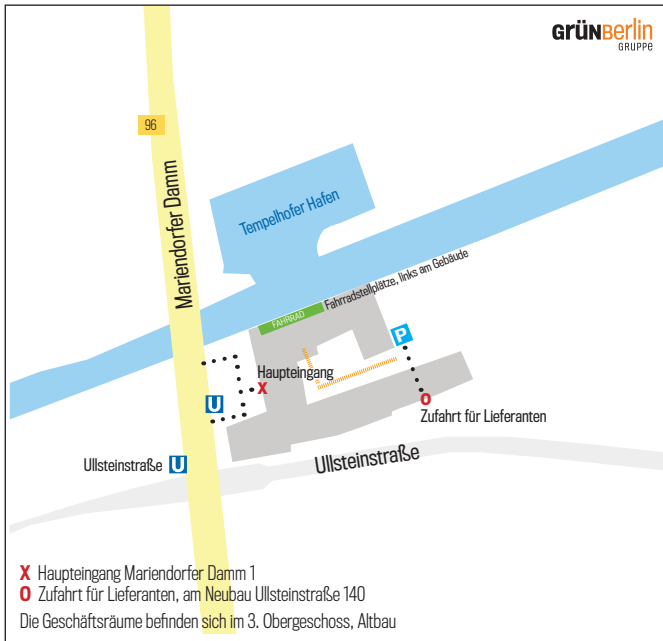 GRÜNBerlin
GRUPPE
96
Mariendorfer Damm
Tempelhofer Hafen
Fahrradstellplätze, links am Gebäude
FAHRRAD
P
Haupteingang
X
U
O
Zufahrt für Lieferanten
Ullsteinstraße U
Ullsteinstraße
X Haupteingang Mariendorfer Damm 1
O Zufahrt für Lieferanten, am Neubau Ullsteinstraße 140
Die Geschäftsräume befinden sich im 3. Obergeschoss, Altbau